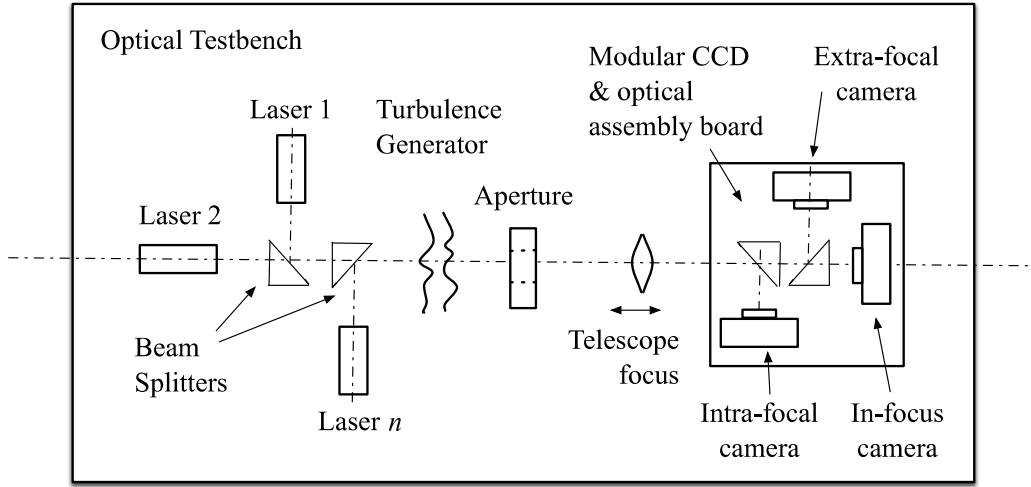 Optical Testbench
Laser 1
Laser 2
Turbulence
Generator
Aperture
Modular CCD
& optical
assembly board
Extra-focal
camera
Beam
Splitters
Laser n
Telescope
focus
Intra-focal
camera
In-focus
camera